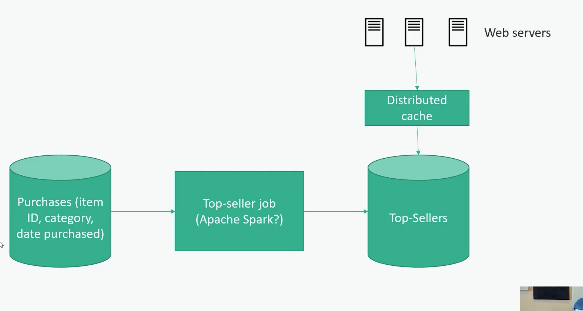 Web servers
Distributed
cache
Purchases (item
ID, category,
date purchased)
Top-seller job
(Apache Spark?)
Top-Sellers